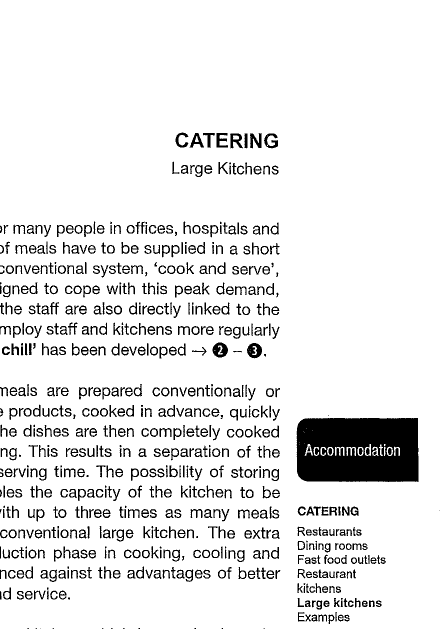 CATERING
Large Kitchens
or many people in offices, hospitals and
of meals have to be supplied in a short
conventional system, ‘cook and serve’,
igned to cope with this peak demand,
the staff are also directly linked to the
mploy staff and kitchens more regularly
chill’ has been developed → ❷ – ❸.
meals are prepared conventionally or
e products, cooked in advance, quickly
he dishes are then completely cooked
ng. This results in a separation of the
serving time. The possibility of storing
bles the capacity of the kitchen to be
vith up to three times as many meals
conventional large kitchen. The extra
luction phase in cooking, cooling and
nced against the advantages of better
nd service.
Accommodation
CATERING
Restaurants
Dining rooms
Fast food outlets
Restaurant
kitchens
Large kitchens
Examples